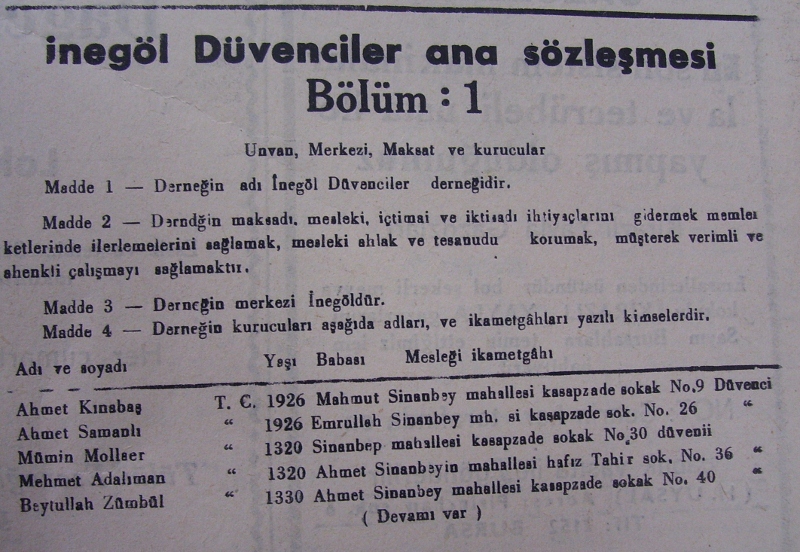 inegöl Düvenciler ana sözleşmesi
Bölüm : 1
Unvan, Merkezi, Maksat ve kurucular
Madde 1 — Derneğin adı İnegöl Düvenciler derneğidir.
Madde 2 — Derndğin maksadı, mesleki, içtimai ve iktisadı ihtiyaçlarını gidermek memle
ketlerinde ilerlemelerini sağlamak, mesleki ahlak ve tesanudu korumak, müşterek verimli ve
ahenkli çalışmayı sağlamaktır.
Madde 3 — Derneğin merkezi İnegöldür.
Madde 4 — Derneğin kurucuları aşağıda adları, ve ikametgâhları yazılı kimselerdir.
Adı ve soyadı Yaşı Babası Mesleği ikametgâhı
Ahmet Kınabaş T. C. 1926 Mahmut Sinanbey mahallesi kasapzade sokak No.9 Düvenci
Ahmet Samanlı “ 1926 Emrullah Sinanbey mh. si kasapzade sok. No. 26 “
Mümin Mollaer “ 1320 Sinanbep mahallesi kasapzade sokak No.30 düvenii
Mehmet Adalıman “ 1320 Ahmet Sinanbeyin mahallesi hafız Tahir sok. No. 36 “
Beytullah Zümbül “ 1330 Ahmet Sinanbey mahallesi kasapzade sokak No. 40 “
( Devamı var )